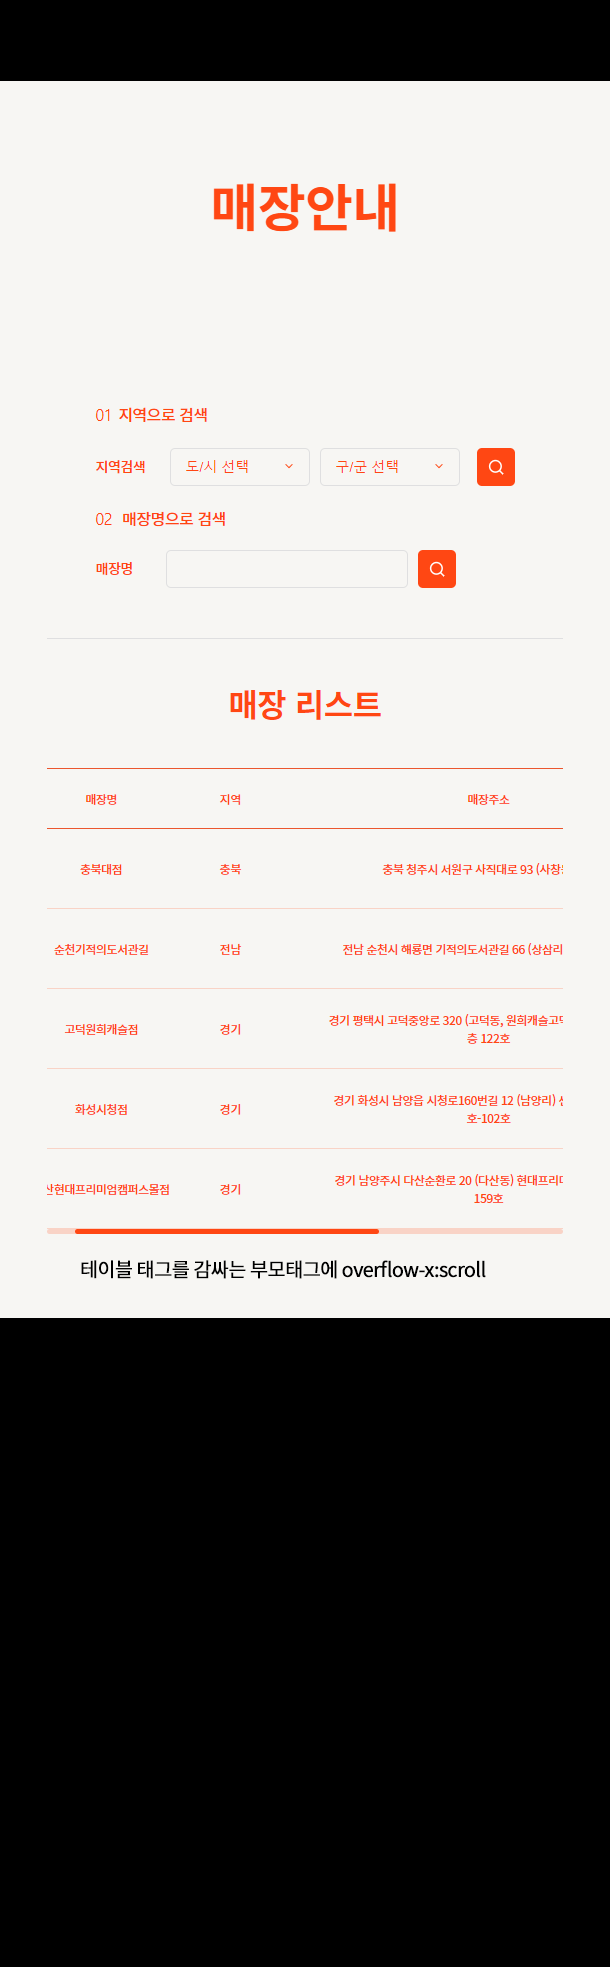 매장안내
01 지역으로 검색
지역검색 도/시 선택 구/군 선택
02 매장명으로 검색
매장명
매장 리스트
매장명 지역 매장주소
충북대점 충북 충북 청주시 서원구 사직대로 93 (사창
순천기적의도서관길 전남 전남 순천시 해룡면 기적의도서관길 66 (상삼리
고덕원희캐슬점 경기 경기 평택시 고덕중앙로 320 (고덕동, 원희캐슬고덕
층 122호
화성시청점 경기 경기 화성시 남양읍 시청로160번길 12 (남양리)
호-102호
산현대프리미엄캠퍼스몰점 경기 경기 남양주시 다산순환로 20 (다산동) 현대프리미
159호
테이블 태그를 감싸는 부모태그에 overflow-x:scroll